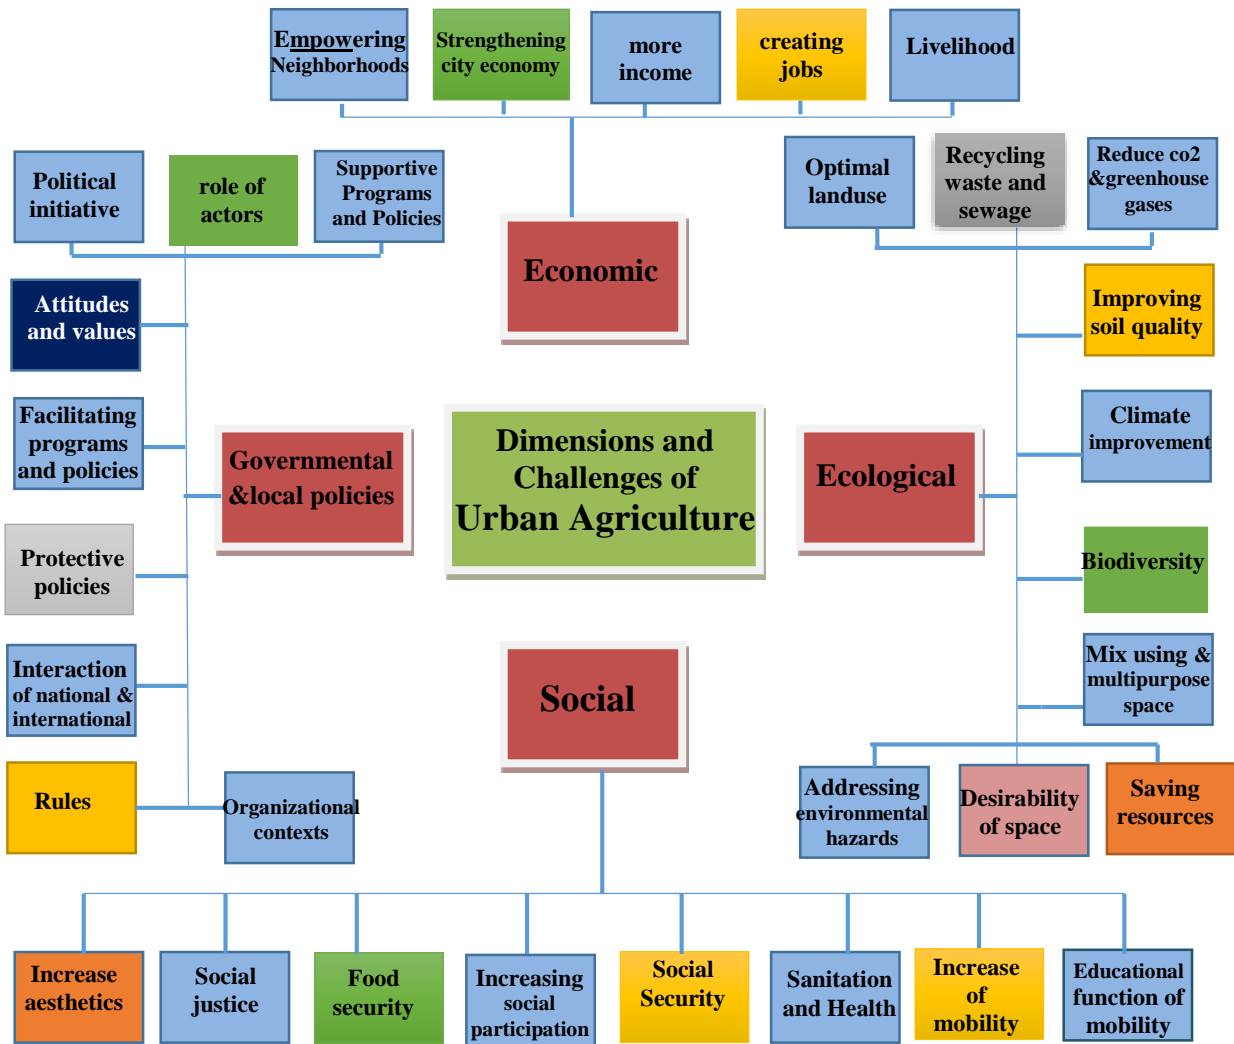 Empowering
Neighborhoods
Strengthening
city economy
more
income
creating
jobs
Livelihood
Political
initiative
role of
actors
Supportive
Programs
and Policies
Optimal
landuse
Recycling
waste and
sewage
Reduce co2
&greenhouse
gases
Economic
Attitudes
and values
Improving
soil quality
Facilitating
programs
and policies
Governmental
&local policies
Dimensions and
Challenges of
Urban Agriculture
Ecological
Climate
improvement
Protective
policies
Biodiversity
Interaction
of national &
international
Social
Mix using &
multipurpose
space
Rules
Organizational
contexts
Addressing
environmental
hazards
Desirability
of space
Saving
resources
Increase
aesthetics
Social
justice
Food
security
Increasing
social
participation
Social
Security
Sanitation
and Health
Increase
of
mobility
Educational
function of
mobility